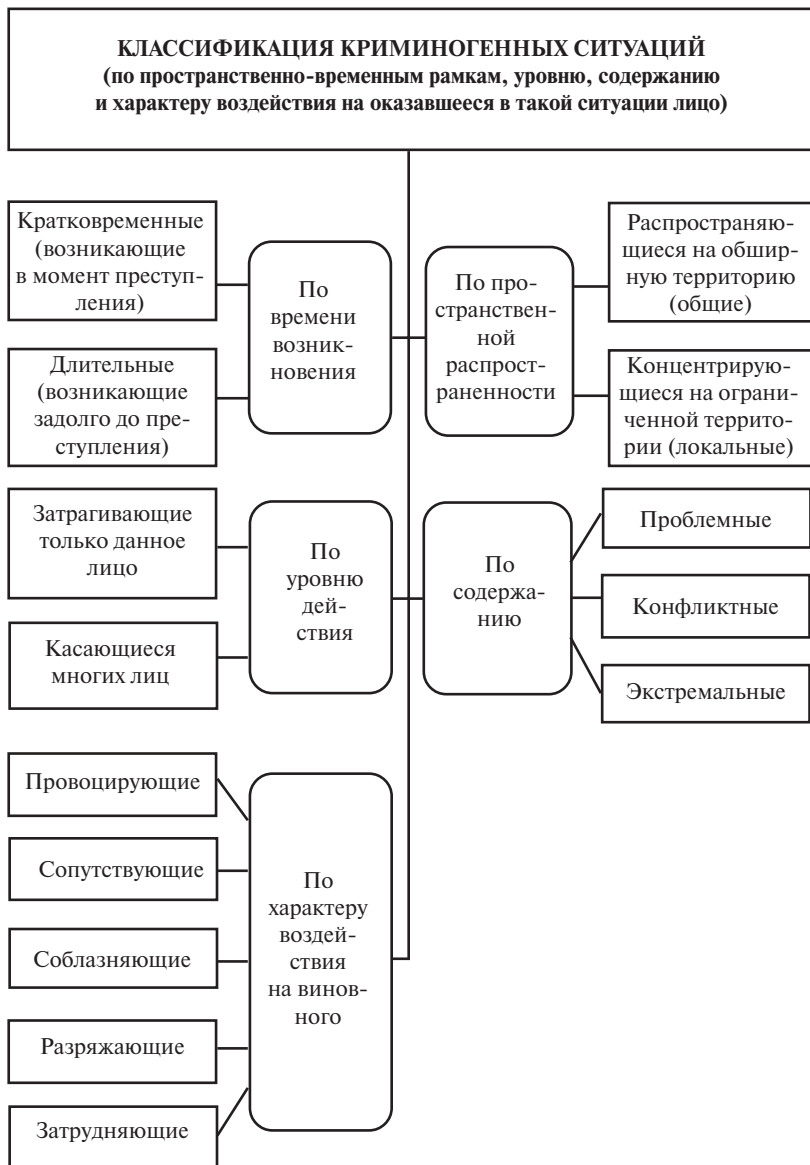 КЛАССИФИКАЦИЯ КРИМИНОГЕННЫХ СИТУАЦИЙ
(по пространственно-временным рамкам, уровню, содержанию
и характеру воздействия на оказавшееся в такой ситуации лицо)
Кратковременные
(возникающие
в момент преступ-
ления)
Длительные
(возникающие
задолго до пре-
ступления)
По
времени
возник-
новения
По про-
странствен-
ной
распрост-
раненности
Распространяю-
щиеся на обшир-
ную территорию
(общие)
Концентрирую-
щиеся на ограни-
ченной террито-
рии (локальные)
Затрагивающие
только данное
лицо
Касающиеся
многих лиц
По
уровню
дей-
ствия
По
содержа-
нию
Проблемные
Конфликтные
Экстремальные
Провоцирующие
Сопутствующие
Соблазняющие
Разряжающие
Затрудняющие
По
характеру
воздей-
ствия
на винов-
ного